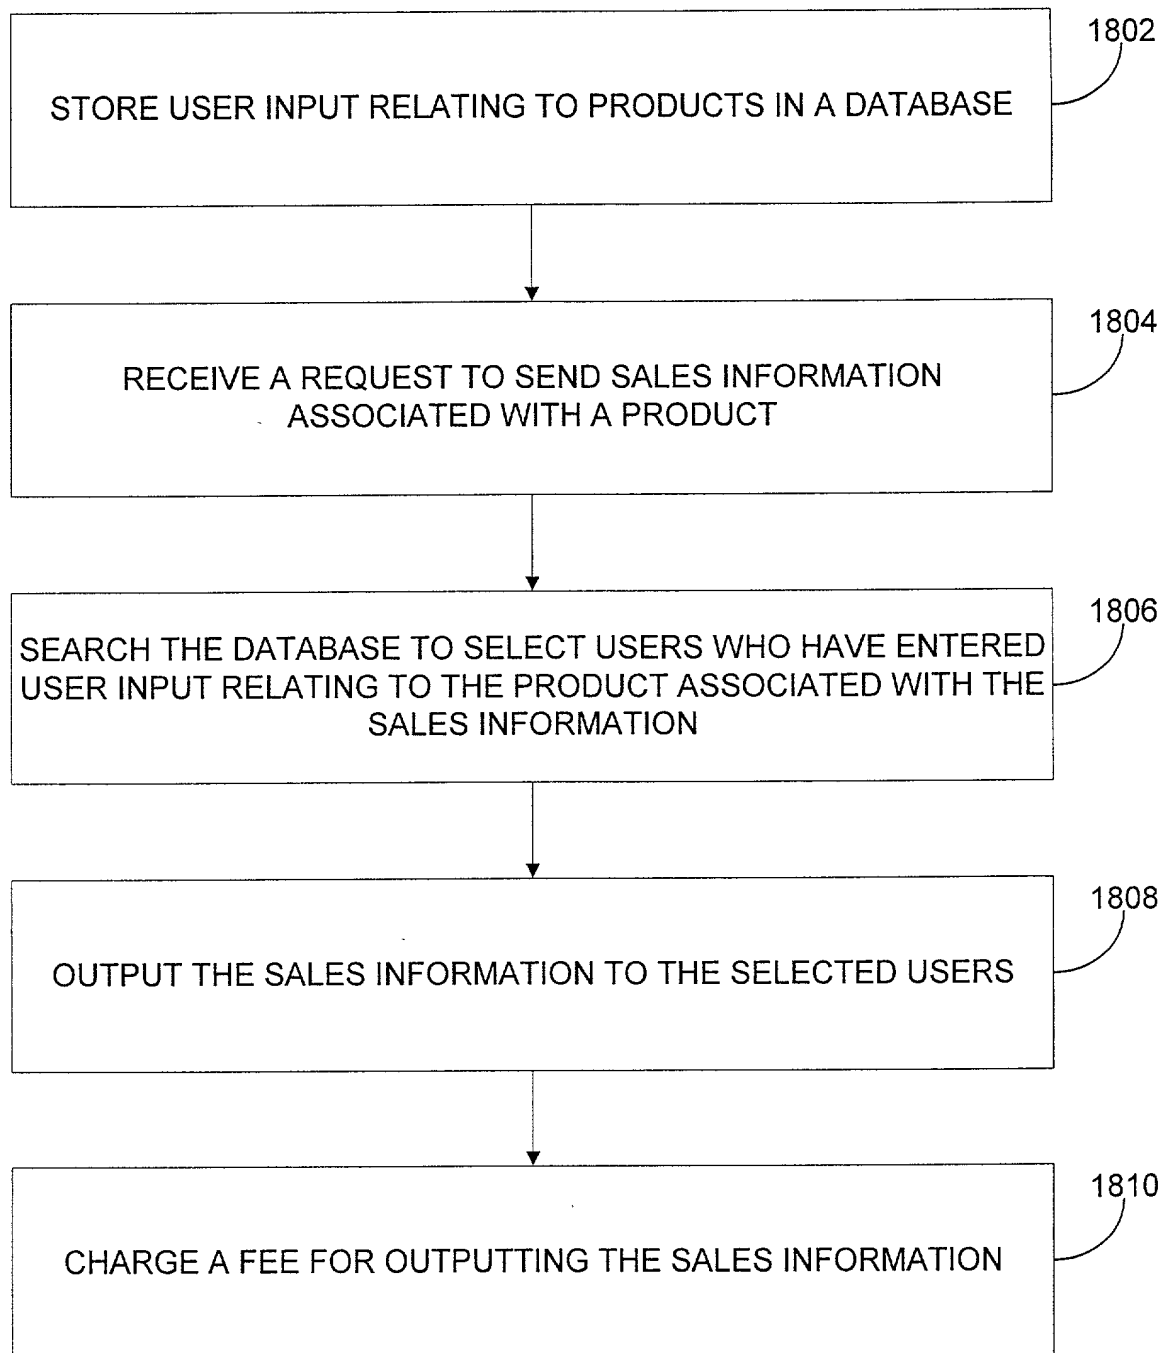 1802
STORE USER INPUT RELATING TO PRODUCTS IN A DATABASE
1804
RECEIVE A REQUEST TO SEND SALES INFORMATION
ASSOCIATED WITH A PRODUCT
1806
SEARCH THE DATABASE TO SELECT USERS WHO HAVE ENTERED
USER INPUT RELATING TO THE PRODUCT ASSOCIATED WITH THE
SALES INFORMATION
1808
OUTPUT THE SALES INFORMATION TO THE SELECTED USERS
1810
CHARGE A FEE FOR OUTPUTTING THE SALES INFORMATION